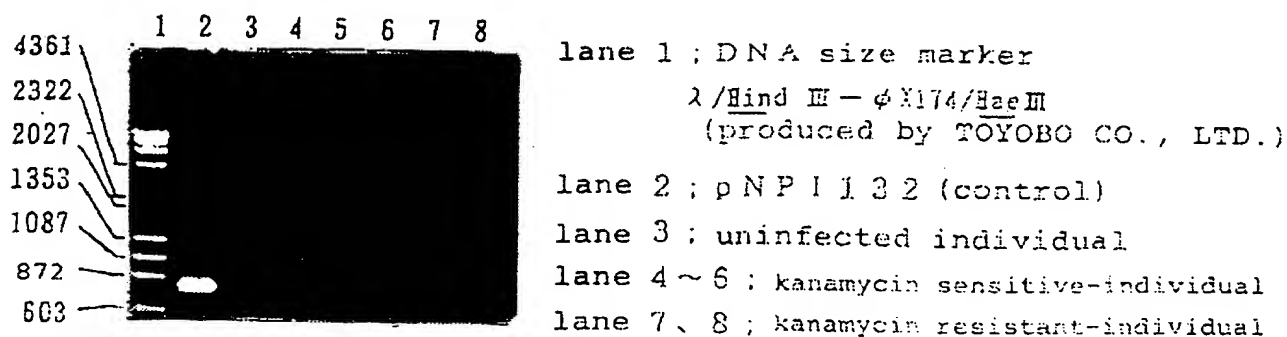 1 2 3 4 5 6 7 8
4361
2322
2027
1353
1087
872
603
lane 1 ; DNA size marker
λ/Hind Ⅲ — φX174/Hae Ⅲ
(produced by TOYOBO CO., LTD.)
lane 2 ; pNPI132 (control)
lane 3 ; uninfected individual
lane 4~6 ; kanamycin sensitive-individual
lane 7、8 ; kanamycin resistant-individual